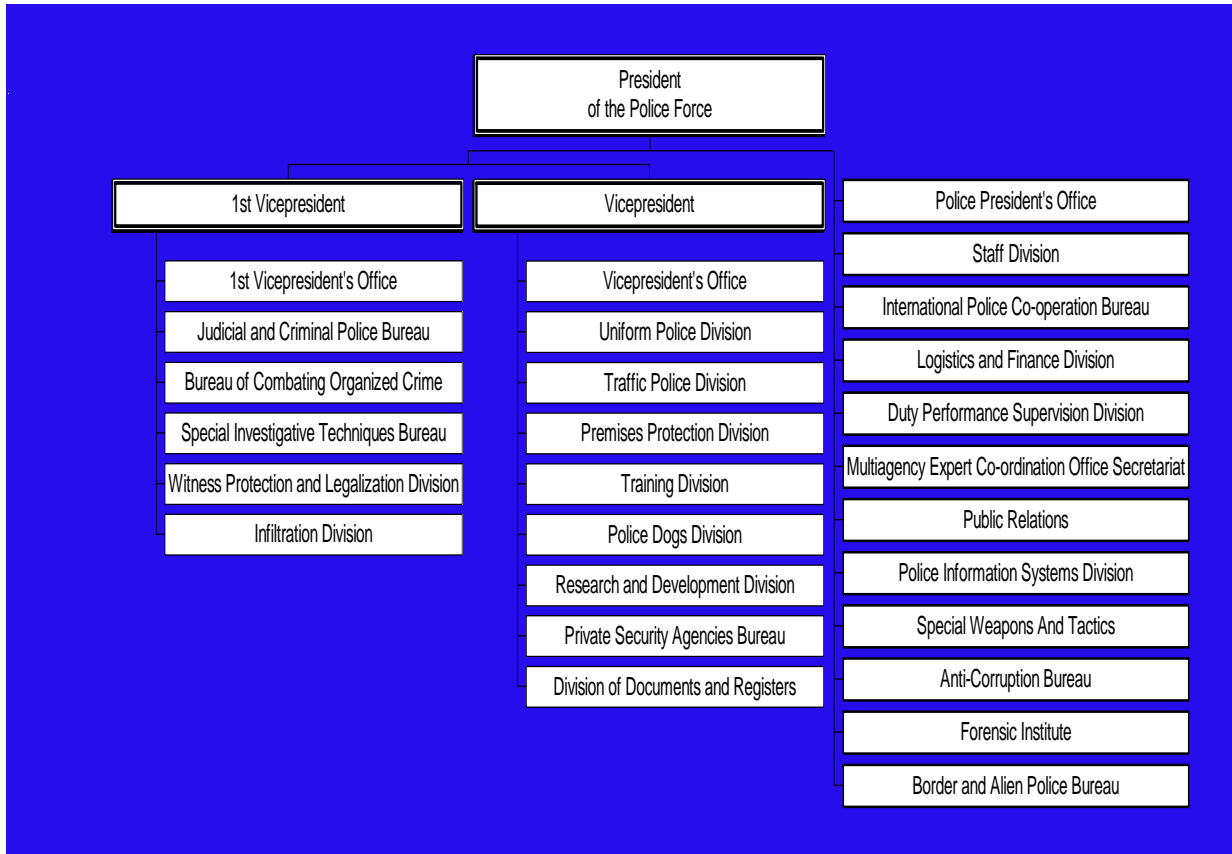 President
of the Police Force
1st Vicepresident
1st Vicepresident's Office
Judicial and Criminal Police Bureau
Bureau of Combating Organized Crime
Special Investigative Techniques Bureau
Witness Protection and Legalization Division
Infiltration Division
Vicepresident
Vicepresident's Office
Uniform Police Division
Traffic Police Division
Premises Protection Division
Training Division
Police Dogs Division
Research and Development Division
Private Security Agencies Bureau
Division of Documents and Registers
Police President's Office
Staff Division
International Police Co-operation Bureau
Logistics and Finance Division
Duty Performance Supervision Division
Multiagency Expert Co-ordination Office Secretariat
Public Relations
Police Information Systems Division
Special Weapons And Tactics
Anti-Corruption Bureau
Forensic Institute
Border and Alien Police Bureau